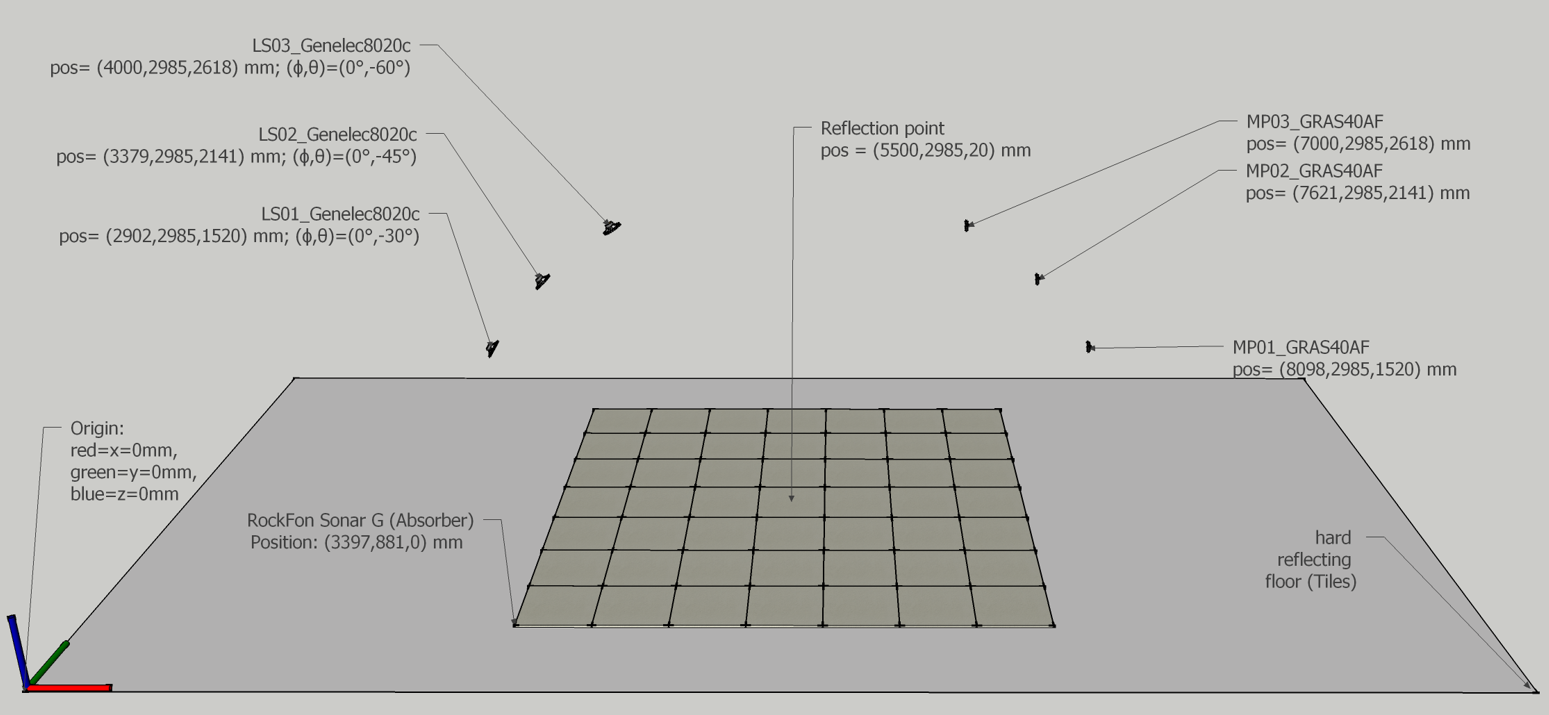 LS03_Genelec8020c
pos= (4000,2985,2618) mm; (ϕ,θ)=(0°,-60°)
LS02_Genelec8020c
pos= (3379,2985,2141) mm; (ϕ,θ)=(0°,-45°)
LS01_Genelec8020c
pos= (2902,2985,1520) mm; (ϕ,θ)=(0°,-30°)
Reflection point
pos = (5500,2985,20) mm
MP03_GRAS40AF
pos= (7000,2985,2618) mm
MP02_GRAS40AF
pos= (7621,2985,2141) mm
MP01_GRAS40AF
pos= (8098,2985,1520) mm
Origin:
red=x=0mm,
green=y=0mm,
blue=z=0mm
RockFon Sonar G (Absorber)
Position: (3397,881,0) mm
hard
reflecting
floor (Tiles)